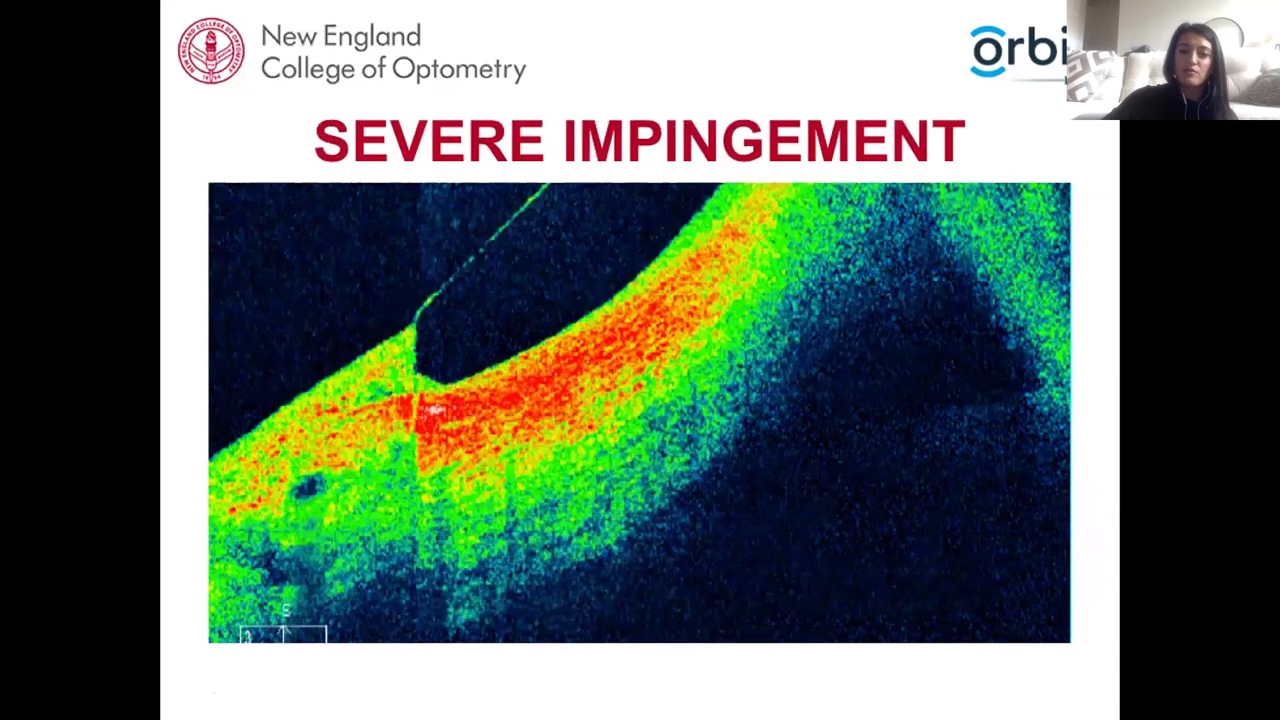 New England
College of Optometry
orbi
SEVERE IMPINGEMENT
S